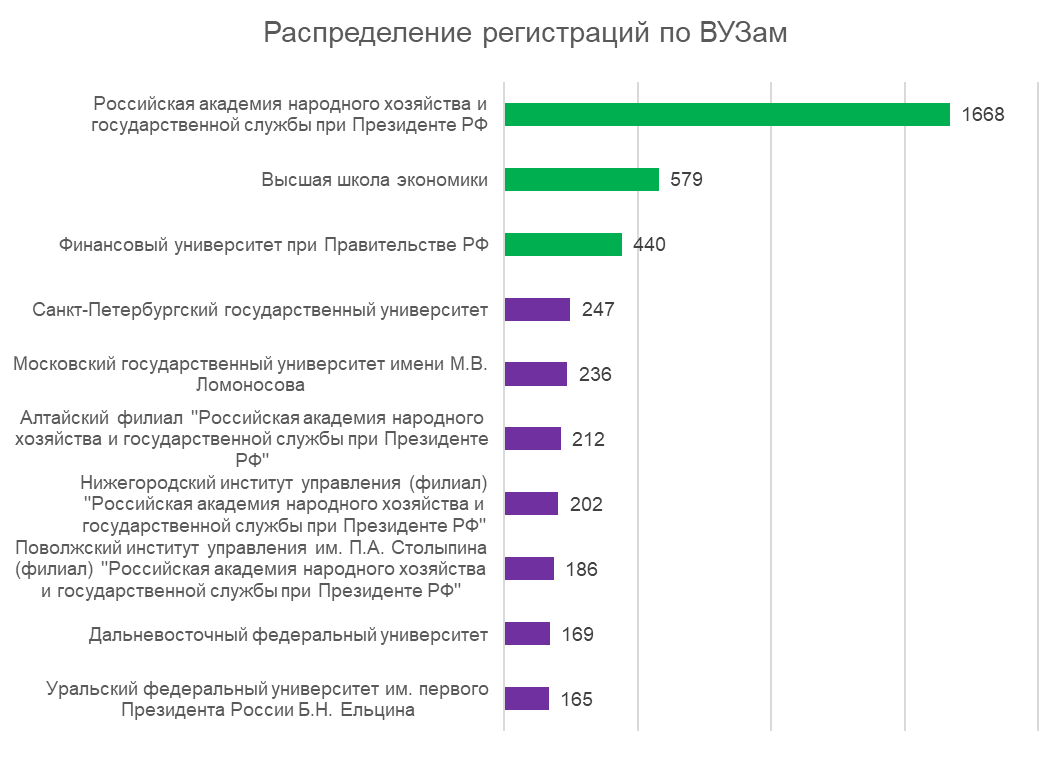 Распределение регистраций по ВУЗам
Российская академия народного хозяйства и
государственной службы при Президенте РФ
1668
Высшая школа экономики
579
Финансовый университет при Правительстве РФ
440
Санкт-Петербургский государственный университет
247
Московский государственный университет имени М.В.
Ломоносова
236
Алтайский филиал "Российская академия народного
хозяйства и государственной службы при Президенте
РФ"
212
Нижегородский институт управления (филиал)
"Российская академия народного хозяйства и
государственной службы при Президенте РФ"
202
Поволжский институт управления им. П.А. Столыпина
(филиал) "Российская академия народного хозяйства
и государственной службы при Президенте РФ"
186
Дальневосточный федеральный университет
169
Уральский федеральный университет им. первого
Президента России Б.Н. Ельцина
165